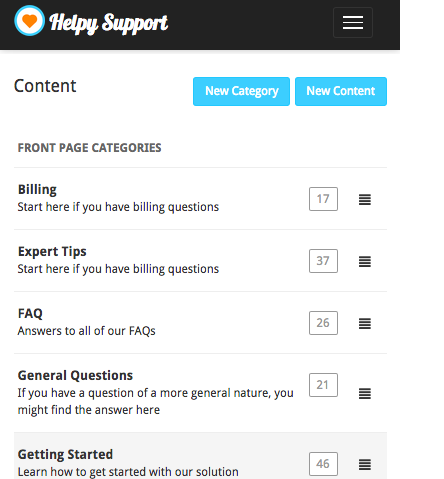 Helpy Support
Content
New Category
New Content
FRONT PAGE CATEGORIES
Billing
17
Start here if you have billing questions
Expert Tips
37
Start here if you have billing questions
FAQ
26
Answers to all of our FAQs
General Questions
21
If you have a question of a more general nature, you
might find the answer here
Getting Started
46
Learn how to get started with our solution